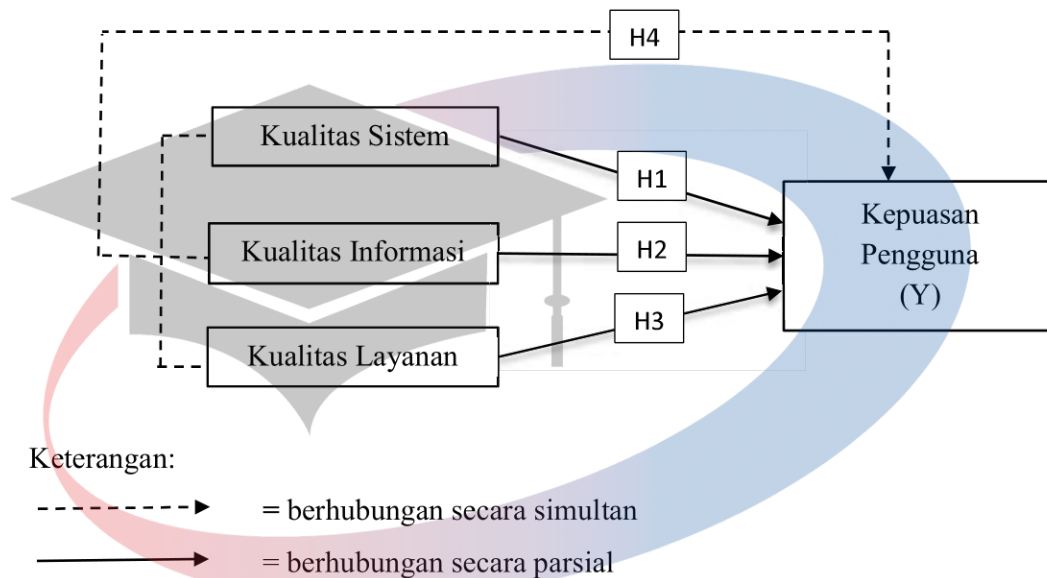 H4
Kualitas Sistem
H1
Kualitas Informasi
H2
Kualitas Layanan
H3
Kepuasan
Pengguna
(Y)
Keterangan:
= berhubungan secara simultan
= berhubungan secara parsial